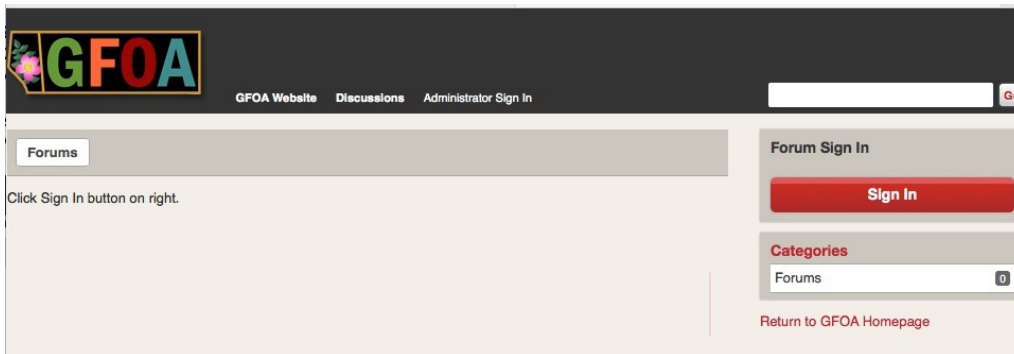 GFOA
GFOA Website Discussions Administrator Sign In
Forums
Click Sign In button on right.
Forum Sign In
Sign In
Categories
Forums 0
Return to GFOA Homepage